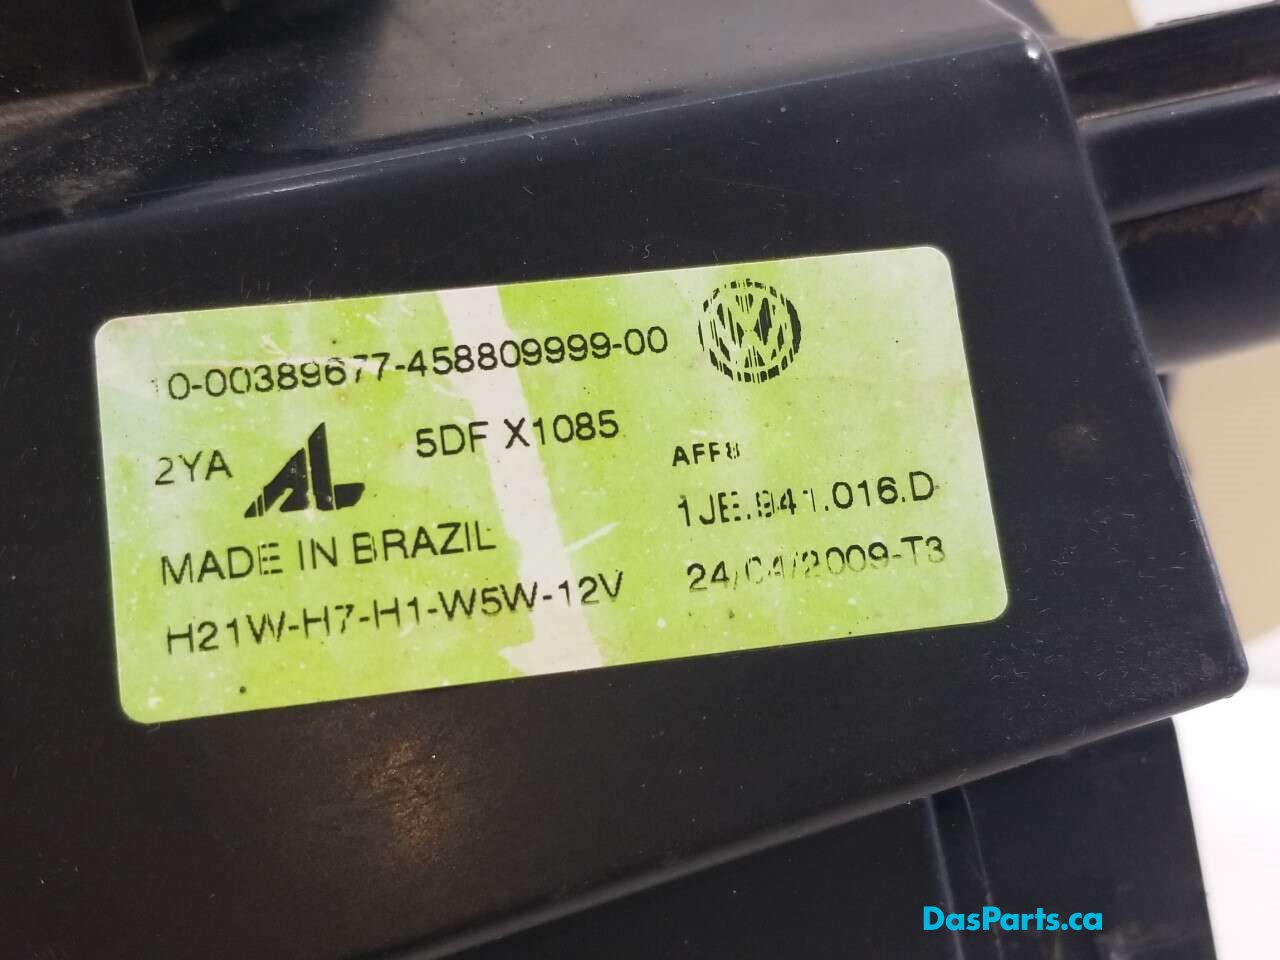 10-00389677-458809999-00
2YA AL 5DF X1085
AFF8
MADE IN BRAZIL
1JE.941.016.D
H21W-H7-H1-W5W-12V
24/04/2009-T3
DasParts.ca